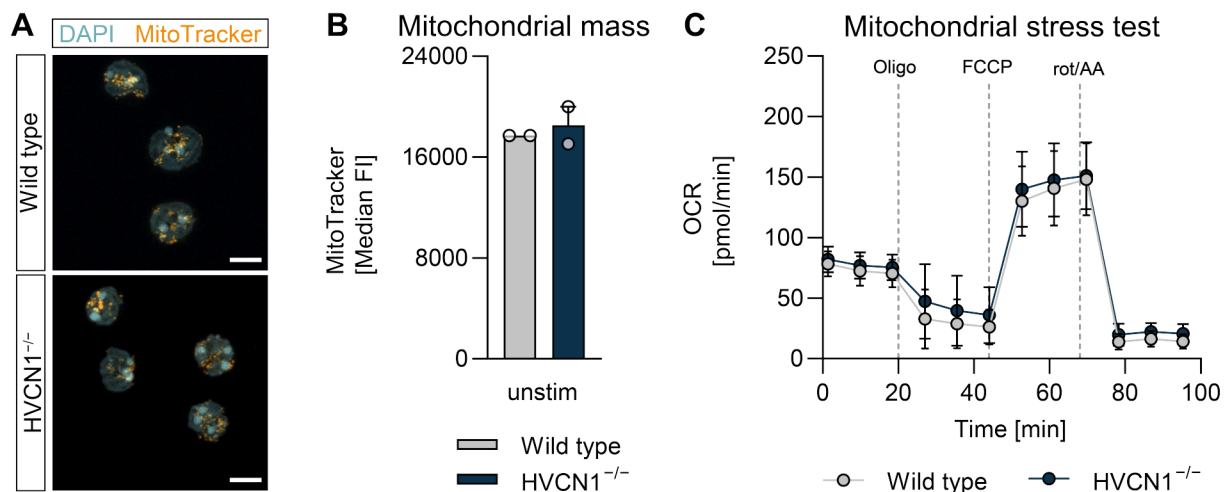 A
DAPI MitoTracker
Wild type
HVCN1⁻/⁻
B
Mitochondrial mass
MitoTracker
[Median FI]
24000
16000
8000
0
unstim
Wild type
HVCN1⁻/⁻
C
Mitochondrial stress test
Oligo FCCP rot/AA
OCR
[pmol/min]
250
200
150
100
50
0
0 20 40 60 80 100
Time [min]
Wild type HVCN1⁻/⁻